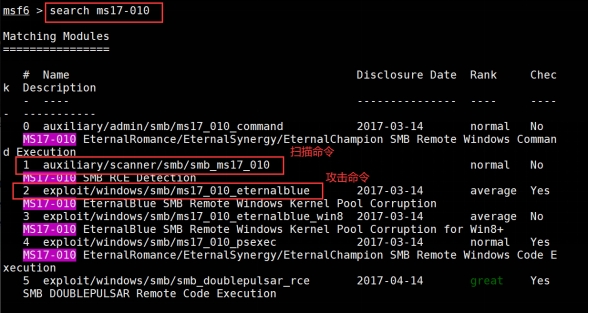 msf6 > search ms17-010
Matching Modules
================
# Name Disclosure Date Rank Chec
k Description
- ---- --------------- ---- ----
- -----------
0 auxiliary/admin/smb/ms17_010_command 2017-03-14 normal No
MS17-010 EternalRomance/EternalSynergy/EternalChampion SMB Remote Windows Comman
d Execution 扫描命令
1 auxiliary/scanner/smb/smb_ms17_010 normal No
MS17-010 SMB RCE Detection 攻击命令
2 exploit/windows/smb/ms17_010_eternalblue 2017-03-14 average Yes
MS17-010 EternalBlue SMB Remote Windows Kernel Pool Corruption
3 exploit/windows/smb/ms17_010_eternalblue_win8 2017-03-14 average No
MS17-010 EternalBlue SMB Remote Windows Kernel Pool Corruption for Win8+
4 exploit/windows/smb/ms17_010_psexec 2017-03-14 normal Yes
MS17-010 EternalRomance/EternalSynergy/EternalChampion SMB Remote Windows Code E
xecution
5 exploit/windows/smb/smb_doublepulsar_rce 2017-04-14 great Yes
SMB DOUBLEPULSAR Remote Code Execution